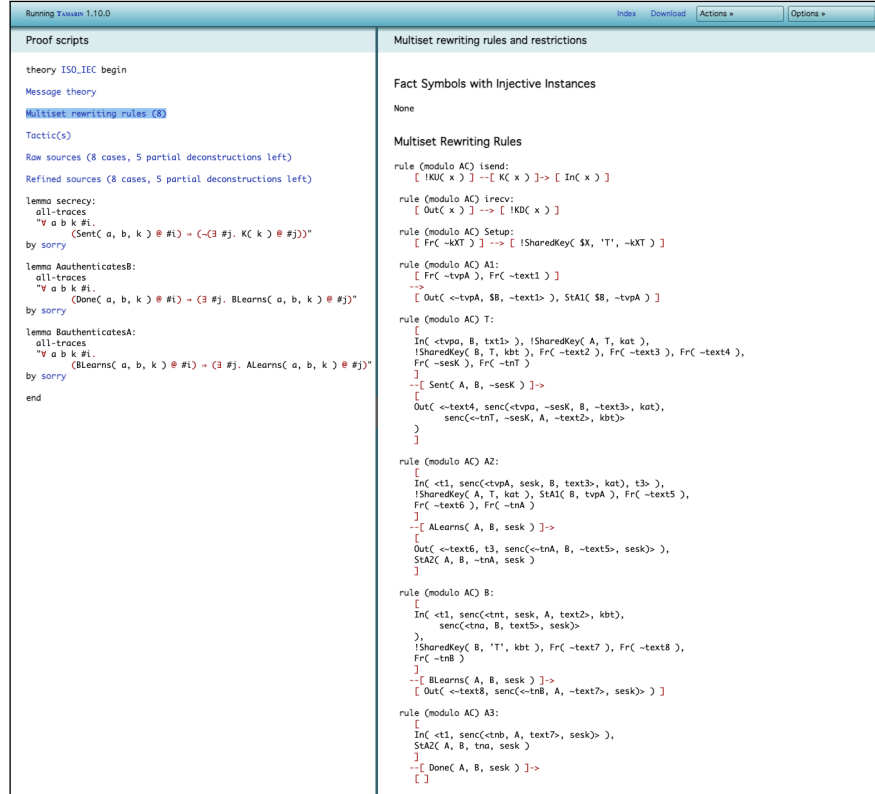 Running TAMARIN 1.10.0
Index Download Actions » Options »
Proof scripts
theory ISO_IEC begin
Message theory
Multiset rewriting rules (8)
Tactic(s)
Raw sources (8 cases, 5 partial deconstructions left)
Refined sources (8 cases, 5 partial deconstructions left)
lemma secrecy:
all-traces
"∀ a b k #i.
(Sent( a, b, k ) @ #i) ⇒ (¬(∃ #j. K( k ) @ #j))"
by sorry
lemma AauthenticatesB:
all-traces
"∀ a b k #i.
(Done( a, b, k ) @ #i) ⇒ (∃ #j. BLearns( a, b, k ) @ #j)"
by sorry
lemma BauthenticatesA:
all-traces
"∀ a b k #i.
(BLearns( a, b, k ) @ #i) ⇒ (∃ #j. ALearns( a, b, k ) @ #j)"
by sorry
end
Multiset rewriting rules and restrictions
Fact Symbols with Injective Instances
None
Multiset Rewriting Rules
rule (modulo AC) isend:
[ !KU( x ) ] --[ K( x ) ]-> [ In( x ) ]
rule (modulo AC) irecv:
[ Out( x ) ] --> [ !KD( x ) ]
rule (modulo AC) Setup:
[ Fr( ~kXT ) ] --> [ !SharedKey( $X, 'T', ~kXT ) ]
rule (modulo AC) A1:
[ Fr( ~tvpA ), Fr( ~text1 ) ]
-->
[ Out( <~tvpA, $B, ~text1> ), StA1( $B, ~tvpA ) ]
rule (modulo AC) T:
[
In( <tvpa, B, txt1> ), !SharedKey( A, T, kat ),
!SharedKey( B, T, kbt ), Fr( ~text2 ), Fr( ~text3 ), Fr( ~text4 ),
Fr( ~sesK ), Fr( ~tnT )
]
--[ Sent( A, B, ~sesK ) ]->
[
Out( <~text4, senc(<tvpa, ~sesK, B, ~text3>, kat),
senc(<~tnT, ~sesK, A, ~text2>, kbt)>
)
]
rule (modulo AC) A2:
[
In( <t1, senc(<tvpA, sesk, B, text3>, kat), t3> ),
!SharedKey( A, T, kat ), StA1( B, tvpA ), Fr( ~text5 ),
Fr( ~text6 ), Fr( ~tnA )
]
--[ ALearns( A, B, sesk ) ]->
[
Out( <~text6, t3, senc(<~tnA, B, ~text5>, sesk)> ),
StA2( A, B, ~tnA, sesk )
]
rule (modulo AC) B:
[
In( <t1, senc(<tnt, sesk, A, text2>, kbt),
senc(<tna, B, text5>, sesk)>
),
!SharedKey( B, 'T', kbt ), Fr( ~text7 ), Fr( ~text8 ),
Fr( ~tnB )
]
--[ BLearns( A, B, sesk ) ]->
[ Out( <~text8, senc(<~tnB, A, ~text7>, sesk)> ) ]
rule (modulo AC) A3:
[
In( <t1, senc(<tnb, A, text7>, sesk)> ),
StA2( A, B, tna, sesk )
]
--[ Done( A, B, sesk ) ]->
[ ]